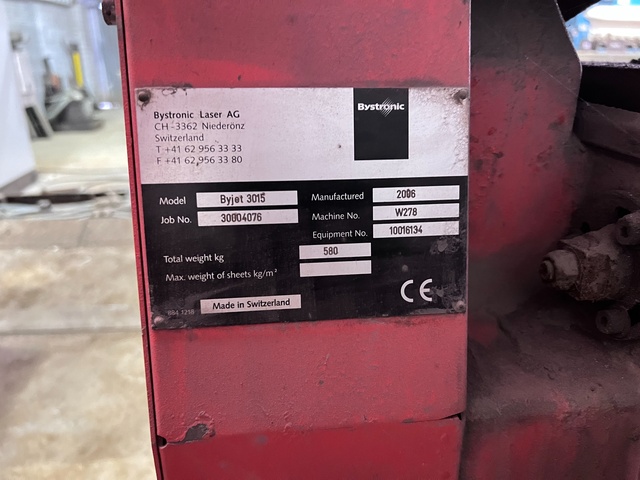 Bystronic Laser AG
CH-3362 Niederönz
Switzerland
T +41 62 956 33 33
F +41 62 956 33 80
Bystronic
Model Byjet 3015
Job No. 30004076
Manufactured 2006
Machine No. W278
Equipment No. 10016134
Total weight kg 580
Max. weight of sheets kg/m²
Made in Switzerland
CE